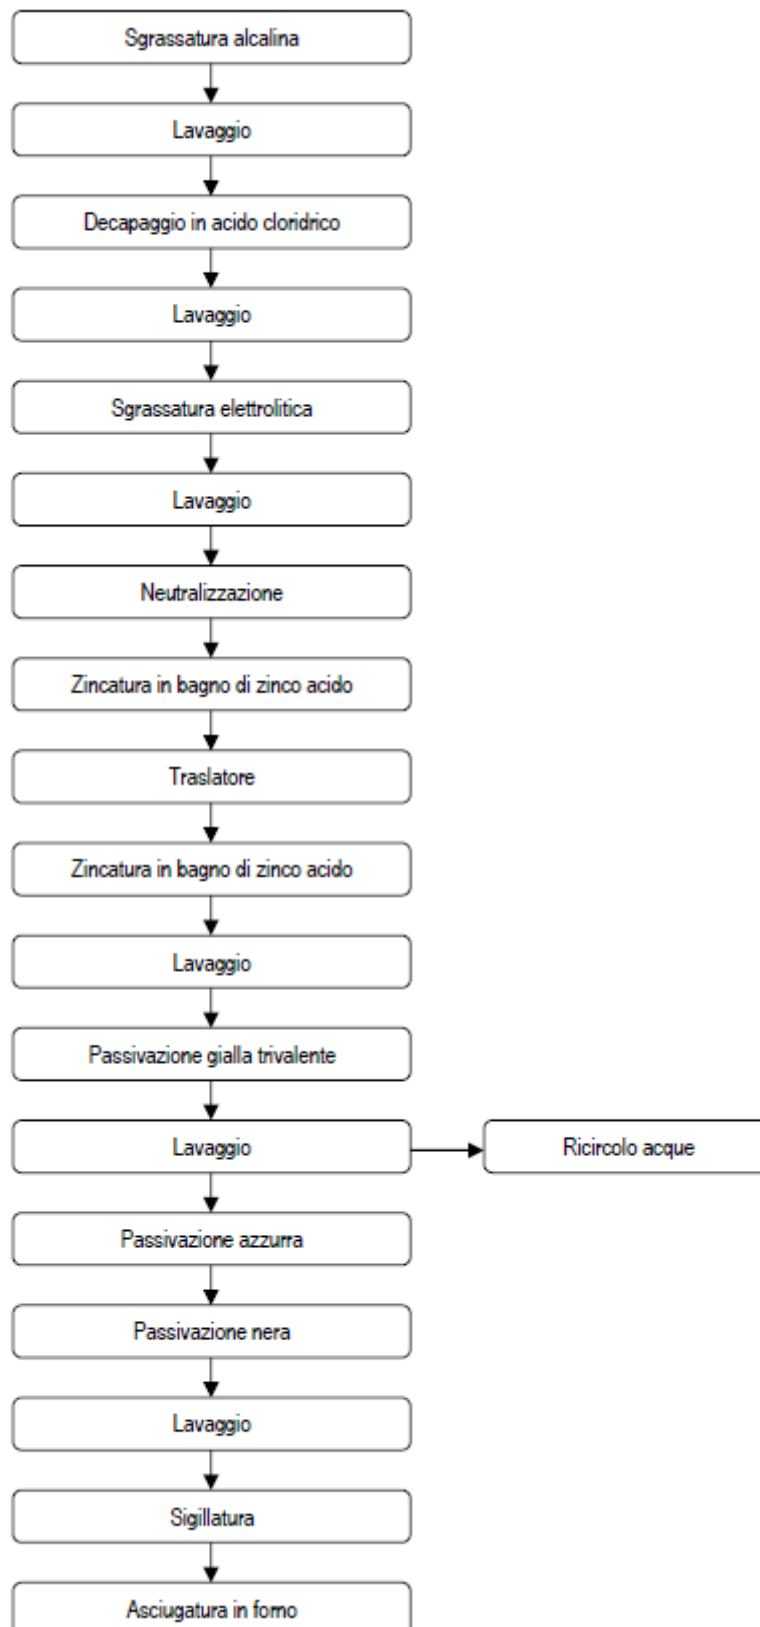 Sgrassatura alcalina
Lavaggio
Decapaggio in acido cloridrico
Lavaggio
Sgrassatura elettrolitica
Lavaggio
Neutralizzazione
Zincatura in bagno di zinco acido
Traslatore
Zincatura in bagno di zinco acido
Lavaggio
Passivazione gialla trivalente
Lavaggio
Ricircolo acque
Passivazione azzurra
Passivazione nera
Lavaggio
Sigillatura
Asciugatura in forno